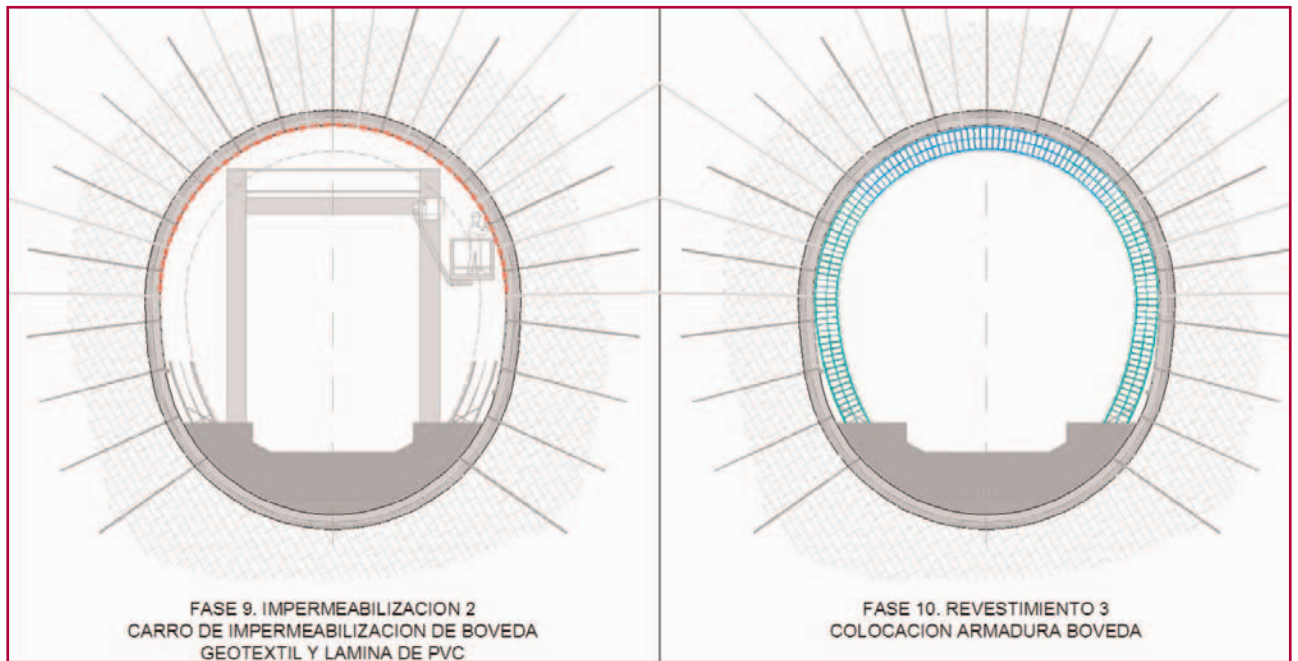 FASE 9. IMPERMEABILIZACION 2
CARRO DE IMPERMEABILIZACION DE BOVEDA
GEOTEXTIL Y LAMINA DE PVC
FASE 10. REVESTIMIENTO 3
COLOCACION ARMADURA BOVEDA